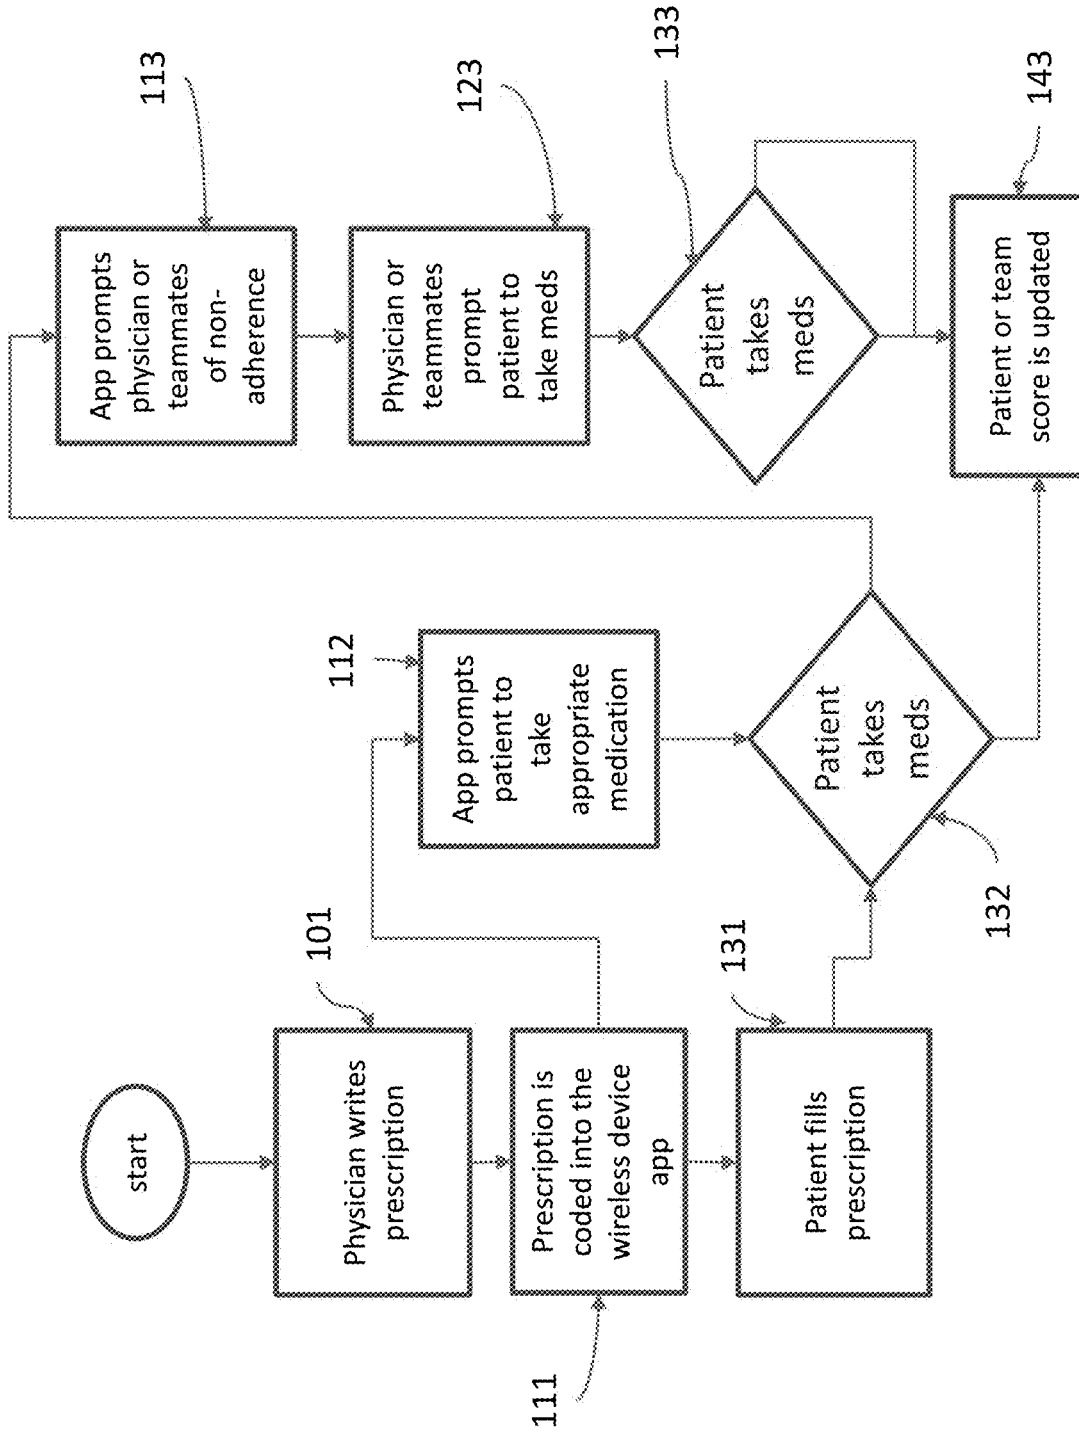 start
Physician writes
prescription
101
Prescription is
coded into the
wireless device
app
111
Patient fills
prescription
131
App prompts
patient to
take
appropriate
medication
112
Patient
takes
meds
132
App prompts
physician or
teammates
of non-
adherence
113
Physician or
teammates
prompt
patient to
take meds
123
Patient
takes
meds
133
Patient or team
score is updated
143